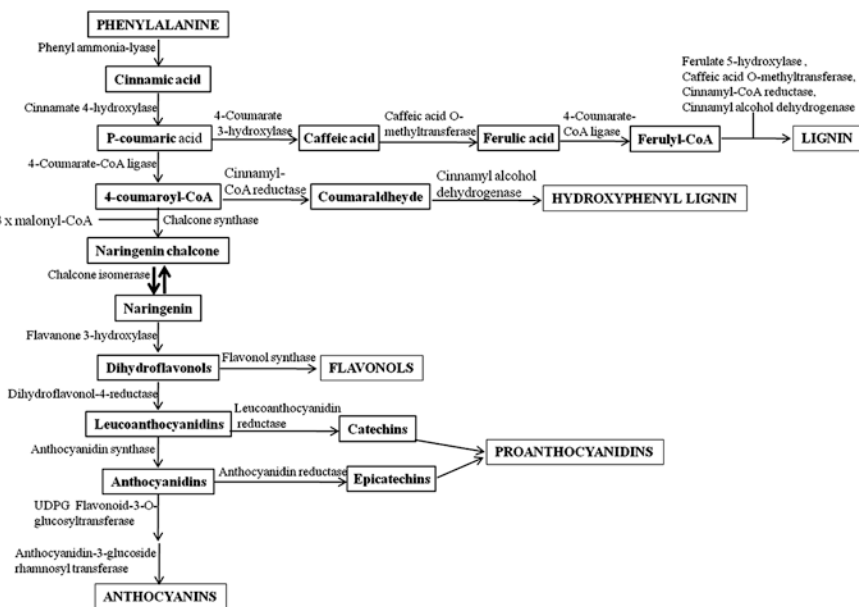 PHENYLALANINE
Phenyl ammonia-lyase
Cinnamic acid
Cinnamate 4-hydroxylase
Ferulate 5-hydroxylase ,
Caffeic acid O-methyltransferase,
Cinnamyl-CoA reductase,
Cinnamyl alcohol dehydrogenase
4-Coumarate
3-hydroxylase
Caffeic acid O-
methyltransferase
4-Coumarate-
CoA ligase
P-coumaric acid
Caffeic acid
Ferulic acid
Ferulyl-CoA
LIGNIN
4-Coumarate-CoA ligase
Cinnamyl-
CoA reductase
Cinnamyl alcohol
dehydrogenase
4-coumaroyl-CoA
Coumaraldheyde
HYDROXYPHENYL LIGNIN
x malonyl-CoA
Chalcone synthase
Naringenin chalcone
Chalcone isomerase
Naringenin
Flavanone 3-hydroxylase
Dihydroflavonols
Flavonol synthase
FLAVONOLS
Dihydroflavonol-4-reductase
Leucoanthocyanidins
Leucoanthocyanidin
reductase
Catechins
PROANTHOCYANIDINS
Anthocyanidin synthase
Anthocyanidins
Anthocyanidin reductase
Epicatechins
UDPG Flavonoid-3-O-
glucosyltransferase
Anthocyanidin-3-glucoside
rhamnosyl transferase
ANTHOCYANINS